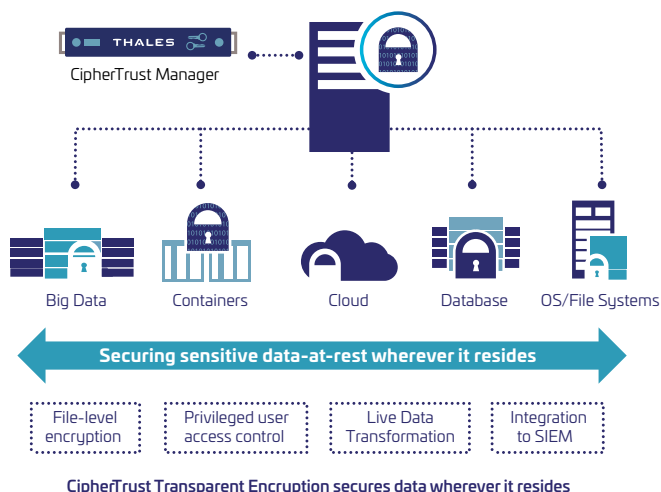 THALES
CipherTrust Manager
Big Data
Containers
Cloud
Database
OS/File Systems
Securing sensitive data-at-rest wherever it resides
File-level
encryption
Privileged user
access control
Live Data
Transformation
Integration
to SIEM
CipherTrust Transparent Encryption secures data wherever it resides